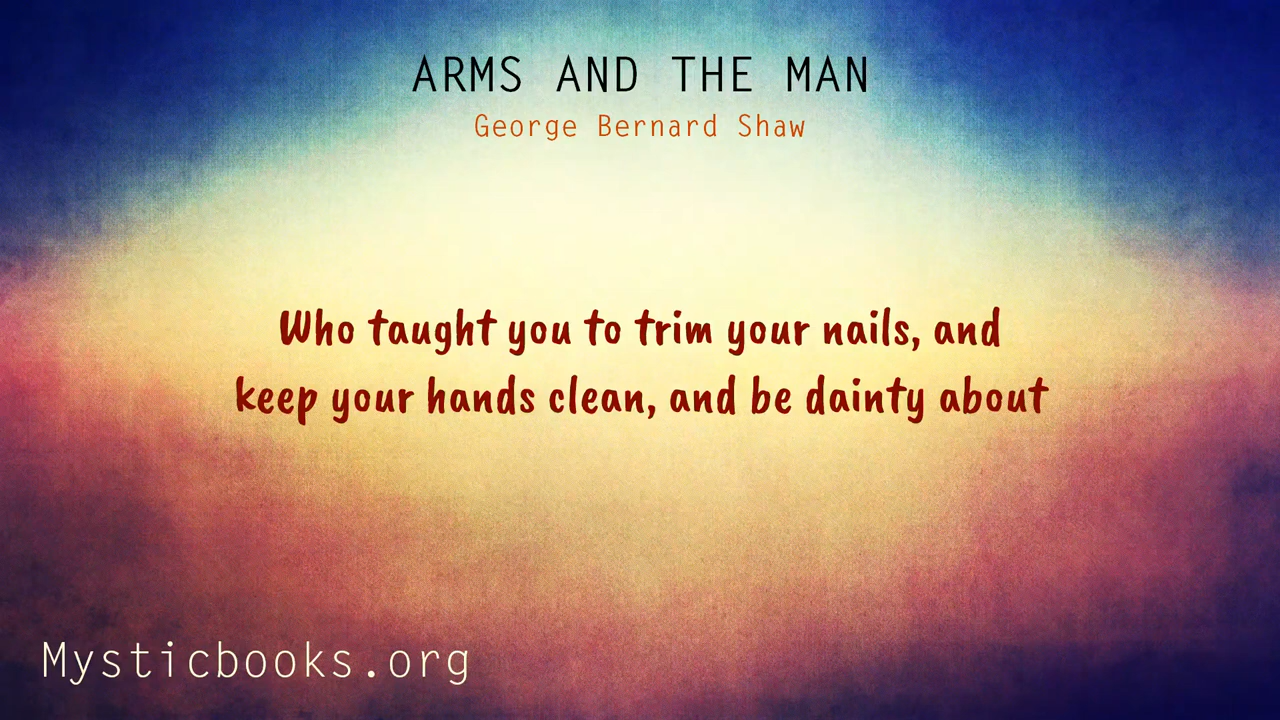 ARMS AND THE MAN
George Bernard Shaw
Who taught you to trim your nails, and
keep your hands clean, and be dainty about
Mysticbooks.org